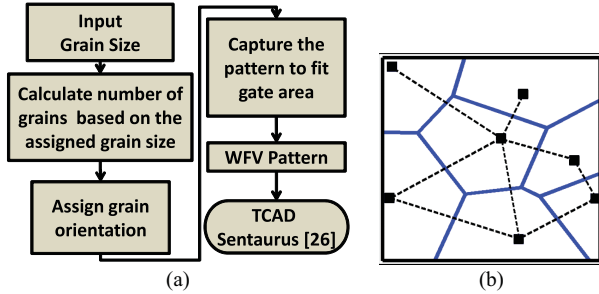 Input
Grain Size
Calculate number of
grains based on the
assigned grain size
Assign grain
orientation
Capture the
pattern to fit
gate area
WFV Pattern
TCAD
Sentaurus [26]
(a)
(b)